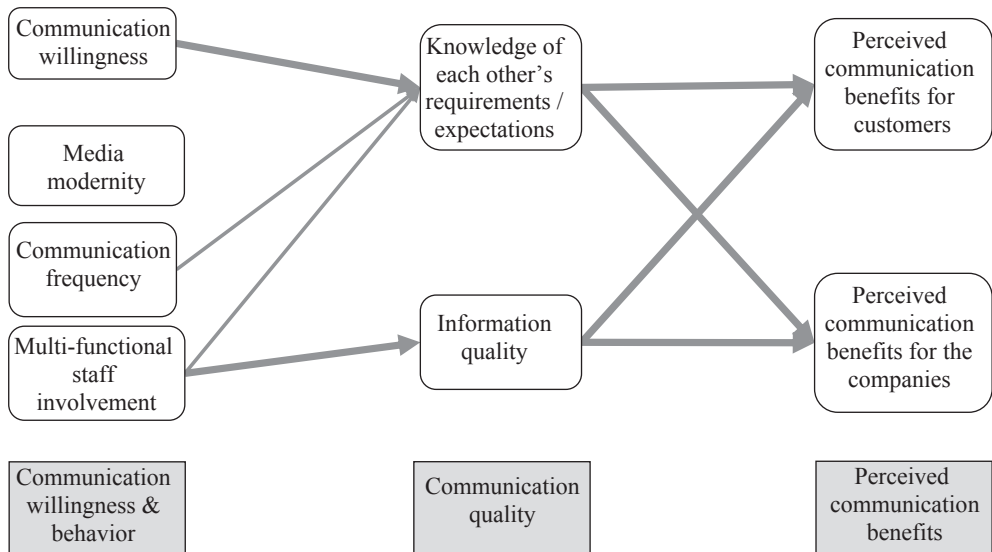 Communication
willingness
Media
modernity
Communication
frequency
Multi-functional
staff
involvement
Knowledge of
each other’s
requirements /
expectations
Information
quality
Perceived
communication
benefits for
customers
Perceived
communication
benefits for the
companies
Communication
willingness &
behavior
Communication
quality
Perceived
communication
benefits